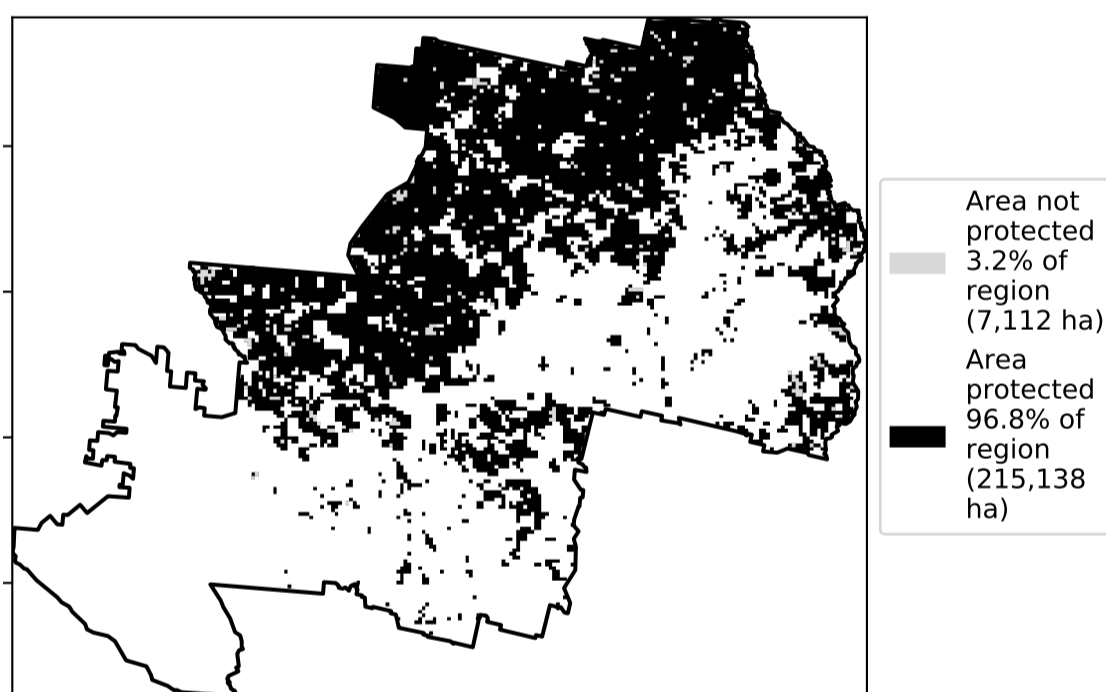 Area not
protected
3.2% of
region
(7,112 ha)
Area
protected
96.8% of
region
(215,138
ha)